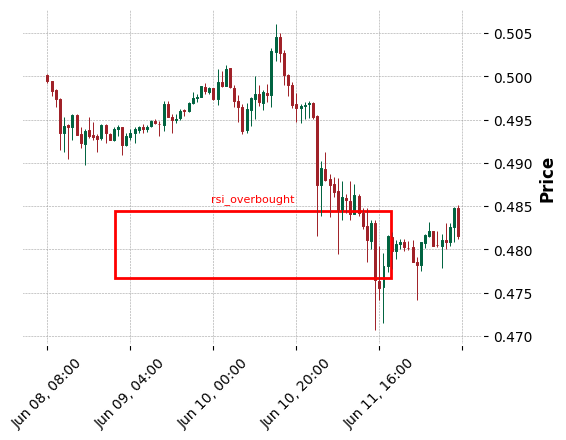 0.505
0.500
0.495
0.490
rsi_overbought
0.485
0.480
0.475
0.470
Price
Jun 08, 08:00
Jun 09, 04:00
Jun 10, 00:00
Jun 10, 20:00
Jun 11, 16:00